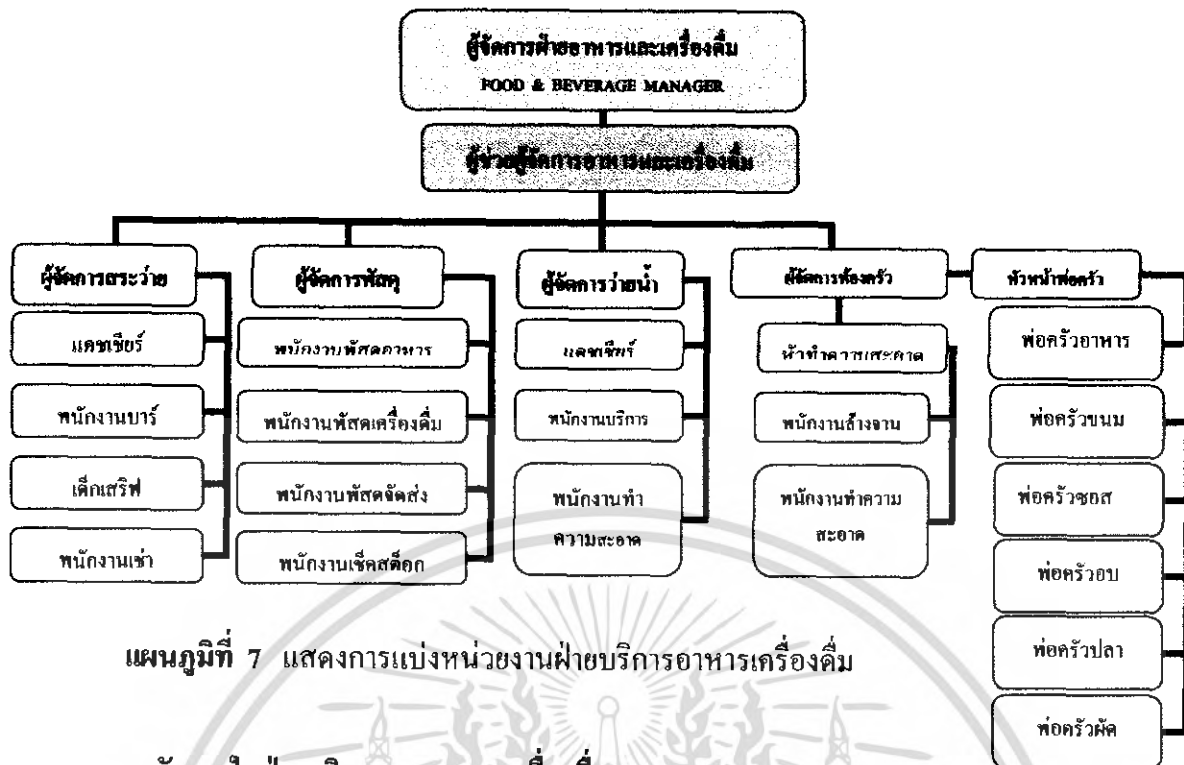 ผู้จัดการฝ่ายอาหารและเครื่องดื่ม
FOOD & BEVERAGE MANAGER
ผู้ช่วยผู้จัดการอาหารและเครื่องดื่ม
ผู้จัดการสระว่าย
แคชเชียร์
พนักงานบาร์
เด็กเสริฟ
พนักงานเช่า
ผู้จัดการพัสดุ
พนักงานพัสดุอาหาร
พนักงานพัสดุเครื่องดื่ม
พนักงานพัสดุจัดส่ง
พนักงานเช็คสต็อก
ผู้จัดการว่ายน้ำ
แคชเชียร์
พนักงานบริการ
พนักงานทำ
ความสะอาด
ผู้จัดการห้องครัว
หัวทำความสะอาด
พนักงานล้างจาน
พนักงานทำความ
สะอาด
หัวหน้าพ่อครัว
พ่อครัวอาหาร
พ่อครัวขนม
พ่อครัวซอส
พ่อครัวอบ
พ่อครัวปลา
พ่อครัวผัด
แผนภูมิที่ 7 แสดงการแบ่งหน่วยงานฝ่ายบริการอาหารเครื่องดื่ม